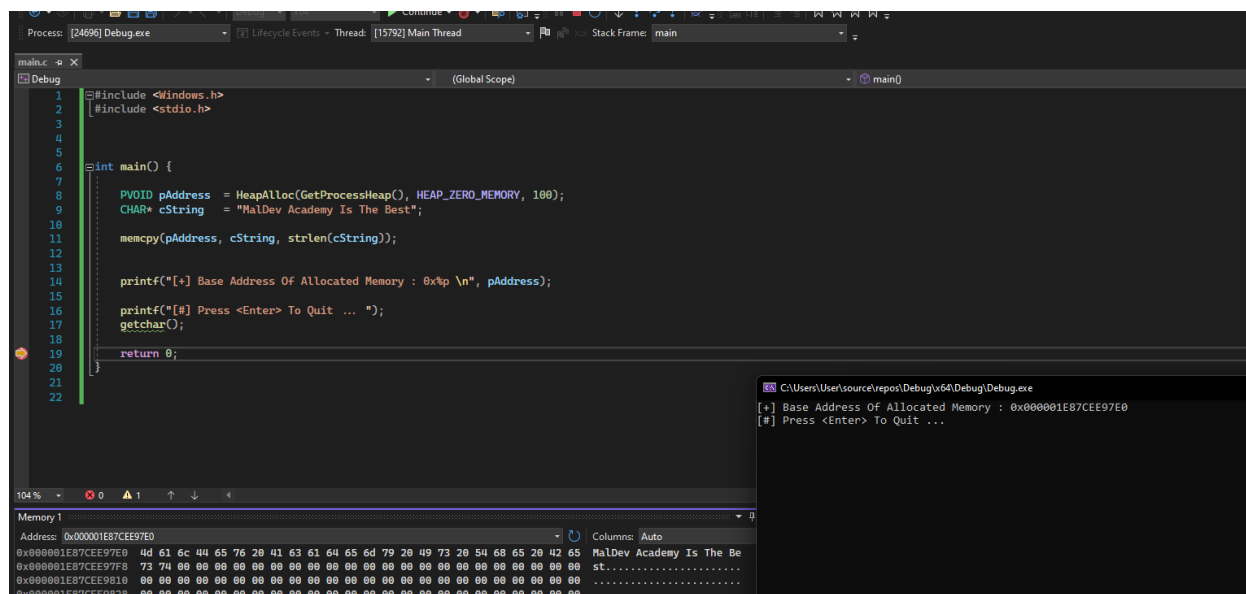 Continue
Process: [24696] Debug.exe Lifecycle Events Thread: [15792] Main Thread Stack Frame: main
main.c
Debug (Global Scope) main()
1 #include <Windows.h>
2 #include <stdio.h>
3
4
5
6 int main() {
7
8 PVOID pAddress = HeapAlloc(GetProcessHeap(), HEAP_ZERO_MEMORY, 100);
9 CHAR* cString = "MalDev Academy Is The Best";
10
11 memcpy(pAddress, cString, strlen(cString));
12
13
14 printf("[+] Base Address Of Allocated Memory : 0x%p \n", pAddress);
15
16 printf("[#] Press <Enter> To Quit ... ");
17 getchar();
18
19 return 0;
20 }
21
22
C:\Users\User\source\repos\Debug\x64\Debug\Debug.exe
[+] Base Address Of Allocated Memory : 0x000001E87CEE97E0
[#] Press <Enter> To Quit ...
104 % 0 1
Memory 1
Address: 0x000001E87CEE97E0 Columns: Auto
0x000001E87CEE97E0 4d 61 6c 44 65 76 20 41 63 61 64 65 6d 79 20 49 73 20 54 68 65 20 42 65 MalDev Academy Is The Be
0x000001E87CEE97F8 73 74 00 00 00 00 00 00 00 00 00 00 00 00 00 00 00 00 00 00 00 00 00 00 st......................
0x000001E87CEE9810 00 00 00 00 00 00 00 00 00 00 00 00 00 00 00 00 00 00 00 00 00 00 00 00 ........................